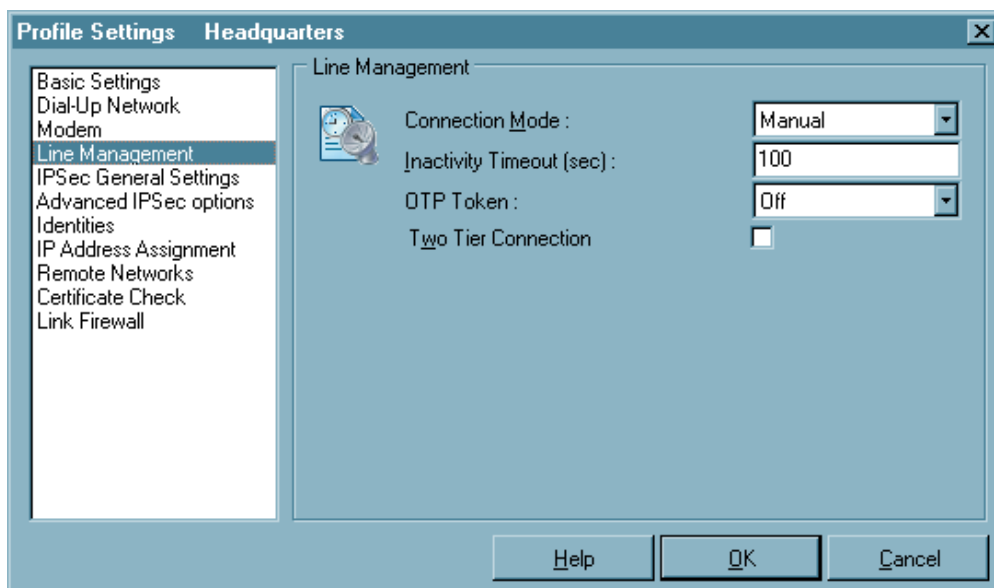 Profile Settings Headquarters
Basic Settings
Dial-Up Network
Modem
Line Management
IPSec General Settings
Advanced IPSec options
Identities
IP Address Assignment
Remote Networks
Certificate Check
Link Firewall
Line Management
Connection Mode : Manual
Inactivity Timeout (sec) : 100
OTP Token : Off
Two Tier Connection
Help OK Cancel